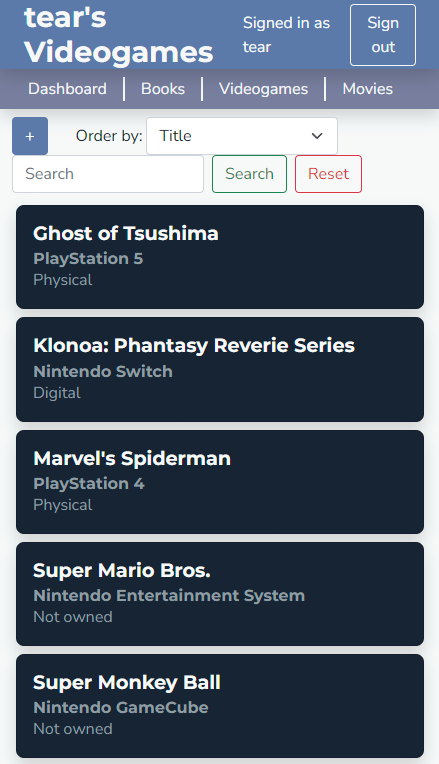 tear's
Videogames
Signed in as
tear
Sign
out
Dashboard
Books
Videogames
Movies
+
Order by:
Title
Search
Search
Reset
Ghost of Tsushima
PlayStation 5
Physical
Klonoa: Phantasy Reverie Series
Nintendo Switch
Digital
Marvel's Spiderman
PlayStation 4
Physical
Super Mario Bros.
Nintendo Entertainment System
Not owned
Super Monkey Ball
Nintendo GameCube
Not owned